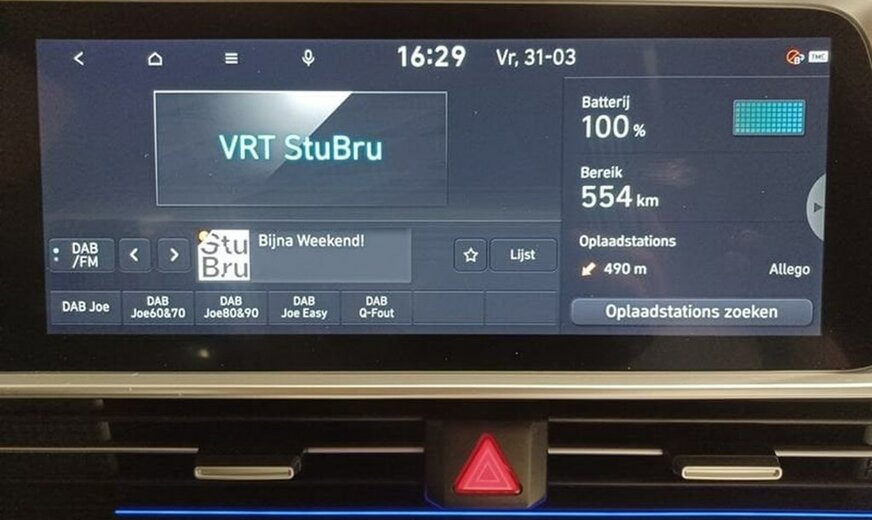 16:29 Vr, 31-03
TMC
VRT StuBru
Batterij
100 %
Bereik
554 km
Oplaadstations
490 m Allego
Oplaadstations zoeken
DAB
/FM
Stu
Bru
Bijna Weekend!
Lijst
DAB Joe
DAB
Joe60&70
DAB
Joe80&90
DAB
Joe Easy
DAB
Q-Fout